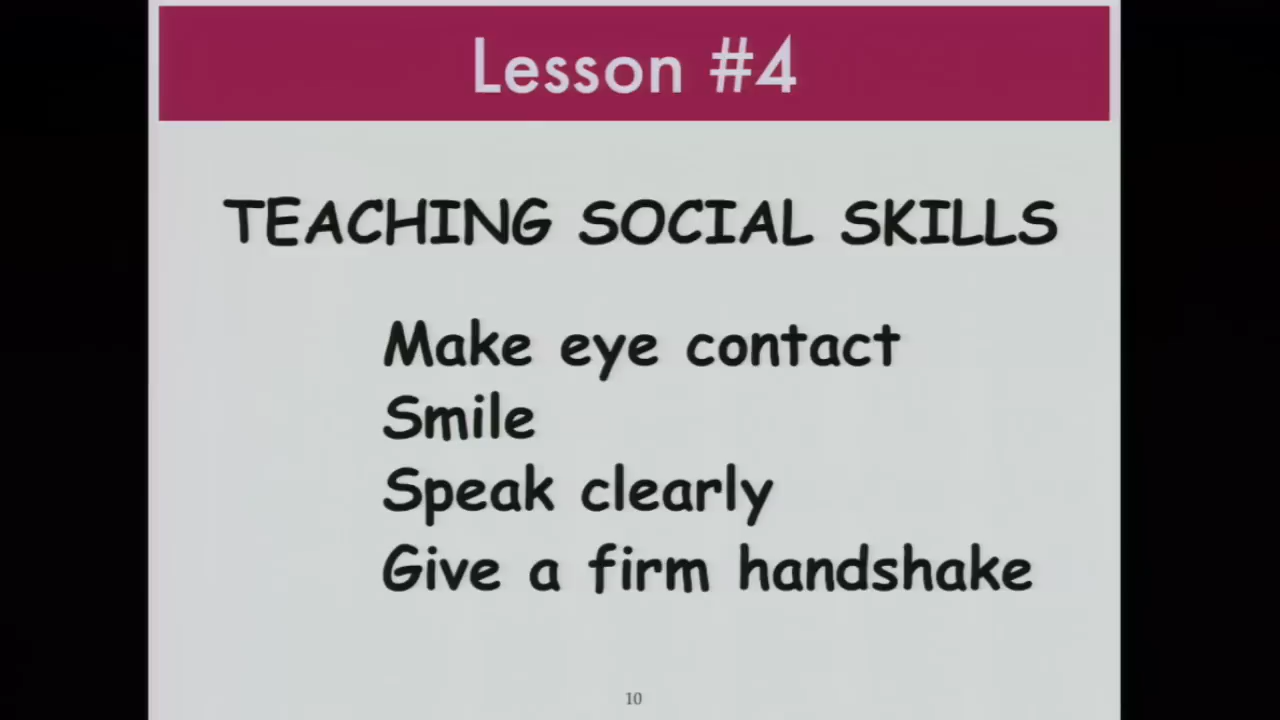 Lesson #4
TEACHING SOCIAL SKILLS
Make eye contact
Smile
Speak clearly
Give a firm handshake
10